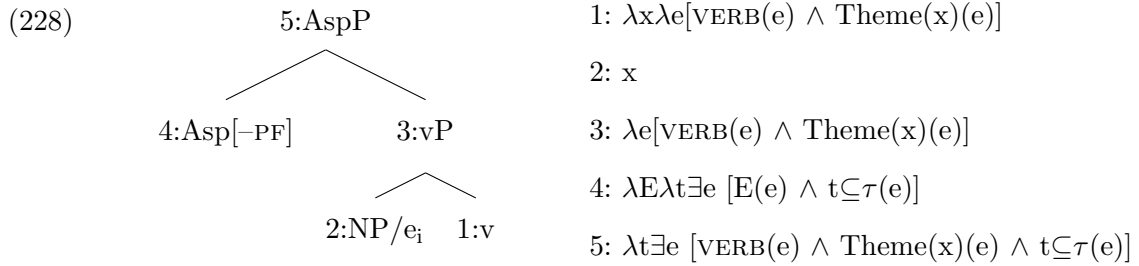 (228)
5:AspP
4:Asp[–PF]
3:vP
2:NP/eᵢ
1:v
1: λxλe[VERB(e) ∧ Theme(x)(e)]
2: x
3: λe[VERB(e) ∧ Theme(x)(e)]
4: λEλt∃e [E(e) ∧ t⊆τ(e)]
5: λt∃e [VERB(e) ∧ Theme(x)(e) ∧ t⊆τ(e)]